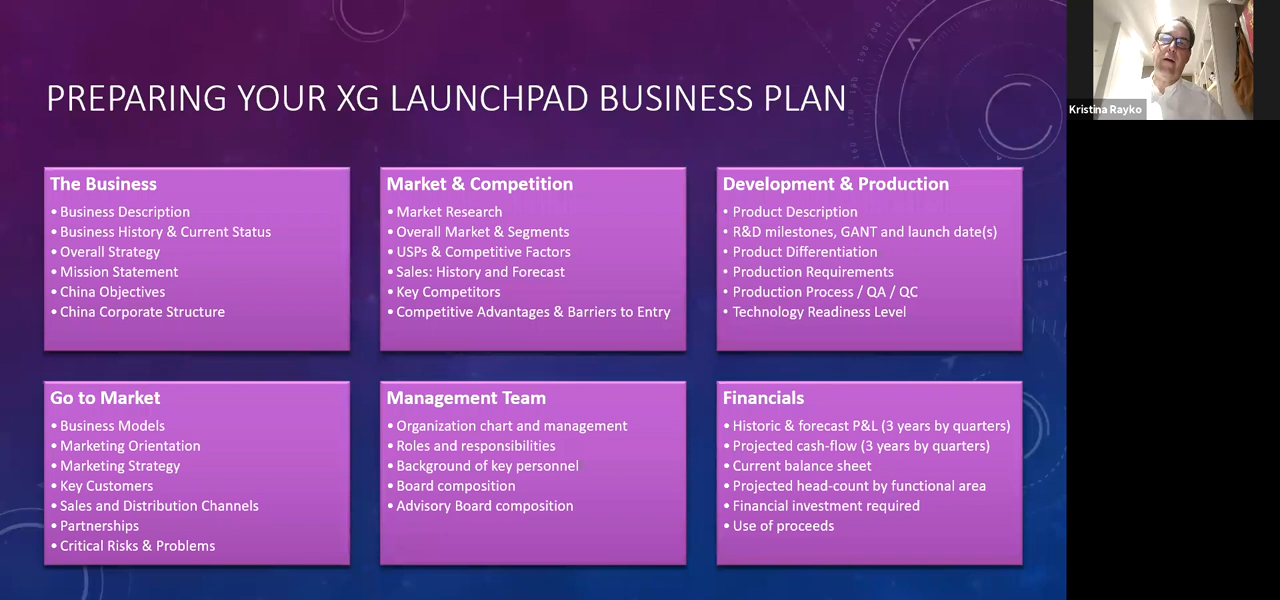 PREPARING YOUR XG LAUNCHPAD BUSINESS PLAN
Kristina Rayko
The Business
• Business Description
• Business History & Current Status
• Overall Strategy
• Mission Statement
• China Objectives
• China Corporate Structure
Market & Competition
• Market Research
• Overall Market & Segments
• USPs & Competitive Factors
• Sales: History and Forecast
• Key Competitors
• Competitive Advantages & Barriers to Entry
Development & Production
• Product Description
• R&D milestones, GANT and launch date(s)
• Product Differentiation
• Production Requirements
• Production Process / QA / QC
• Technology Readiness Level
Go to Market
• Business Models
• Marketing Orientation
• Marketing Strategy
• Key Customers
• Sales and Distribution Channels
• Partnerships
• Critical Risks & Problems
Management Team
• Organization chart and management
• Roles and responsibilities
• Background of key personnel
• Board composition
• Advisory Board composition
Financials
• Historic & forecast P&L (3 years by quarters)
• Projected cash-flow (3 years by quarters)
• Current balance sheet
• Projected head-count by functional area
• Financial investment required
• Use of proceeds